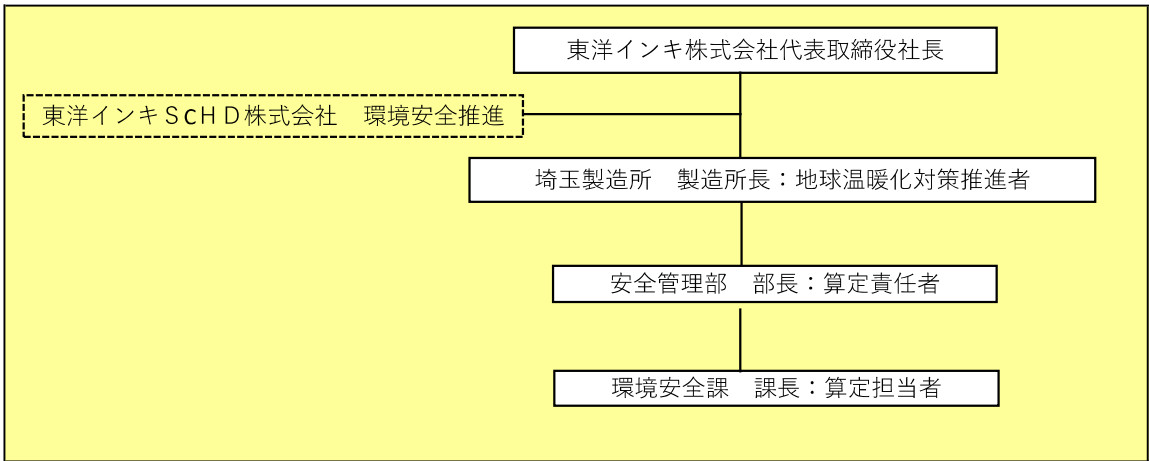 東洋インキ株式会社代表取締役社長
東洋インキＳcＨＤ株式会社　環境安全推進
埼玉製造所　製造所長：地球温暖化対策推進者
安全管理部　部長：算定責任者
環境安全課　課長：算定担当者